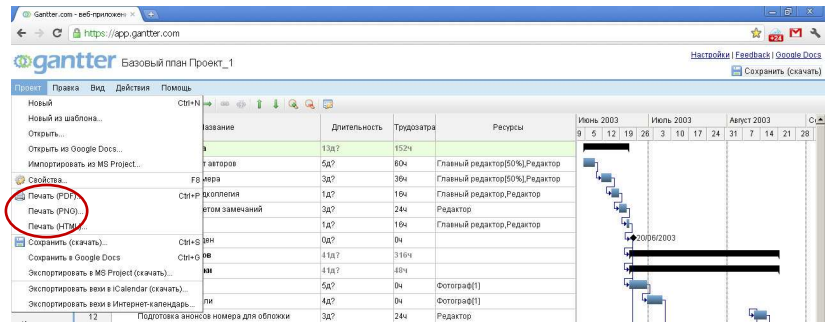 Gantter.com - веб-приложен
https://app.gantter.com
+24
gantter Базовый план Проект_1
Настройки | Feedback | Google Docs
Сохранить (скачать)
Проект Правка Вид Действия Помощь
Новый Ctrl+N
Новый из шаблона...
Открыть...
Открыть из Google Docs...
Импортировать из MS Project...
Свойства... F8
Печать (PDF)... Ctrl+P
Печать (PNG)...
Печать (HTML)...
Сохранить (скачать)... Ctrl+S
Сохранить в Google Docs Ctrl+G
Экспортировать в MS Project (скачать)...
Экспортировать вехи в iCalendar (скачать)...
Экспортировать вехи в Интернет-календарь...
Название Длительность Трудозатра Ресурсы
Июнь 2003 Июль 2003 Август 2003 С
9 5 12 19 26 3 10 17 24 31 7 14 21 28
а 13д? 152ч
т авторов 5д? 60ч Главный редактор[50%],Редактор
мера 3д? 36ч Главный редактор[50%],Редактор
дколлегия 1д? 16ч Главный редактор,Редактор
етом замечаний 3д? 24ч Редактор
1д? 16ч Главный редактор,Редактор
ден 0д? 0ч
20/06/2003
ов 41д? 316ч
ки 41д? 48ч
5д? 0ч Фотограф[1]
ли 4д? 0ч Фотограф[1]
12 Подготовка анонсов номера для обложки 3д? 24ч Редактор